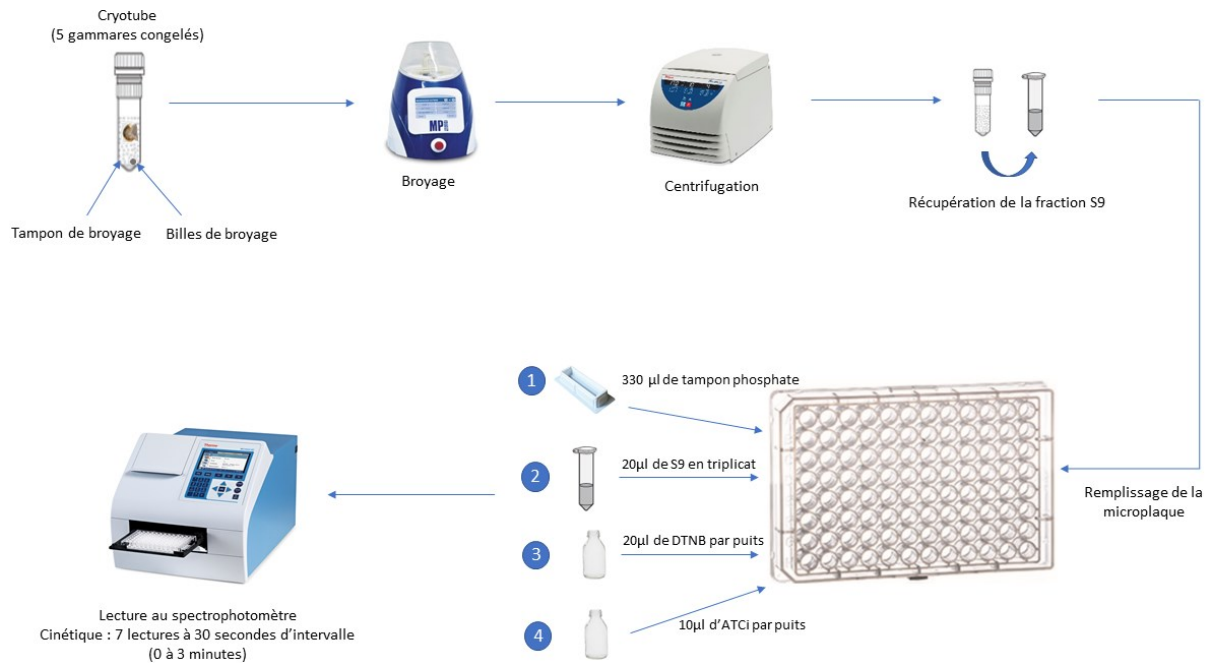 Cryotube
(5 gammares congelés)
MP
Broyage
Centrifugation
Tampon de broyage
Billes de broyage
Récupération de la fraction S9
1
330 µl de tampon phosphate
2
20µl de S9 en triplicat
Remplissage de la
microplaque
3
20µl de DTNB par puits
4
10µl d’ATCi par puits
Lecture au spectrophotomètre
Cinétique : 7 lectures à 30 secondes d’intervalle
(0 à 3 minutes)